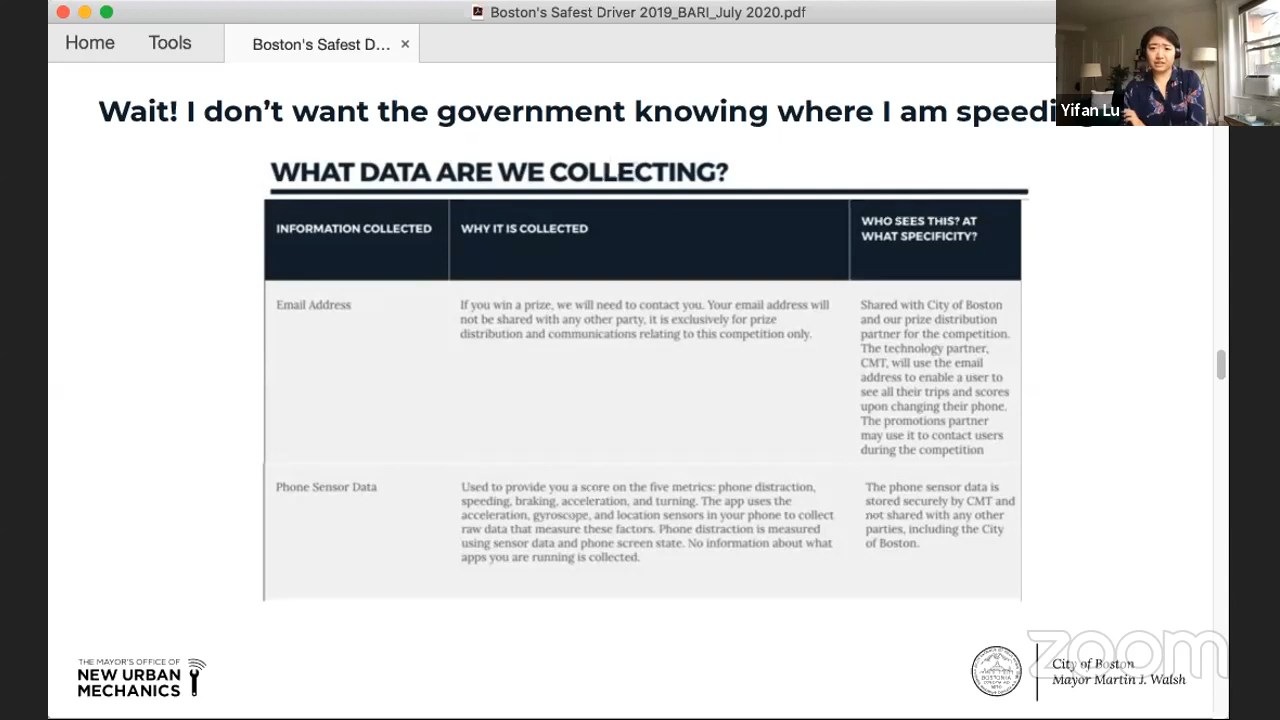 Boston's Safest Driver 2019_BARI_July 2020.pdf
Home
Tools
Boston's Safest D... ×
Yifan Lu
Wait! I don't want the government knowing where I am speeding
WHAT DATA ARE WE COLLECTING?
INFORMATION COLLECTED
WHY IT IS COLLECTED
WHO SEES THIS? AT
WHAT SPECIFICITY?
Email Address
If you win a prize, we will need to contact you. Your email address will
not be shared with any other party, it is exclusively for prize
distribution and communications relating to this competition only.
Shared with City of Boston
and our prize distribution
partner for the competition.
The technology partner,
CMT, will use the email
address to enable a user to
see all their trips and scores
upon changing their phone.
The promotions partner
may use it to contact users
during the competition
Phone Sensor Data
Used to provide you a score on the five metrics: phone distraction,
speeding, braking, acceleration, and turning. The app uses the
acceleration, gyroscope, and location sensors in your phone to collect
raw data that measure these factors. Phone distraction is measured
using sensor data and phone screen state. No information about what
apps you are running is collected.
The phone sensor data is
stored securely by CMT and
not shared with any other
parties, including the City
of Boston.
THE MAYOR'S OFFICE OF
NEW URBAN
MECHANICS
zoom
City of Boston
Mayor Martin J. Walsh